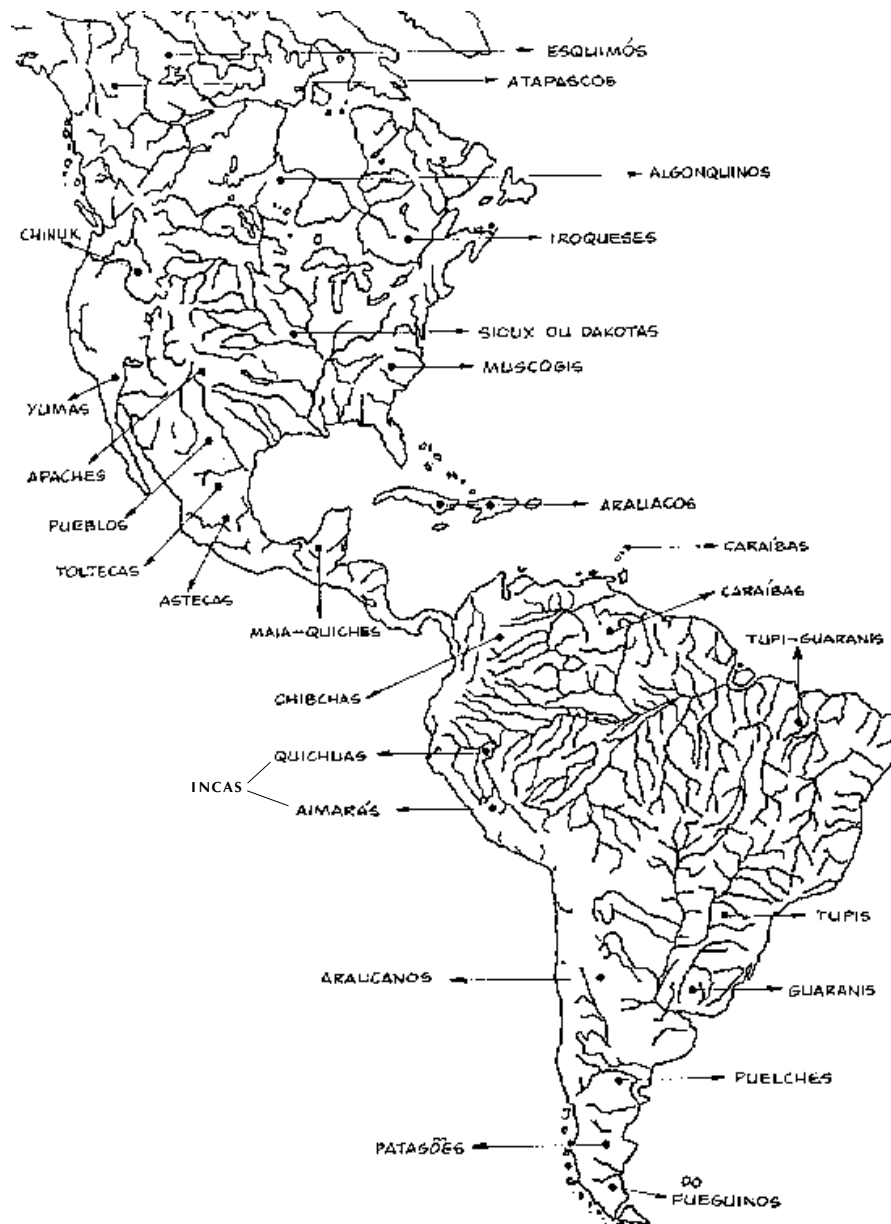 ESQUIMÓS
ATAPASCOS
ALGONQUINOS
CHINUK
IROQUESES
SIOUX OU DAKOTAS
MUSCOGIS
YUMAS
APACHES
PUEBLOS
ARAUACOS
TOLTECAS
ASTECAS
CARAÍBAS
MAIA-QUICHES
CARAÍBAS
TUPI-GUARANIS
CHIBCHAS
QUICHUAS
INCAS
AIMARÁS
TUPIS
ARAUCANOS
GUARANIS
PUELCHES
PATAGÕES
FUEGUINOS